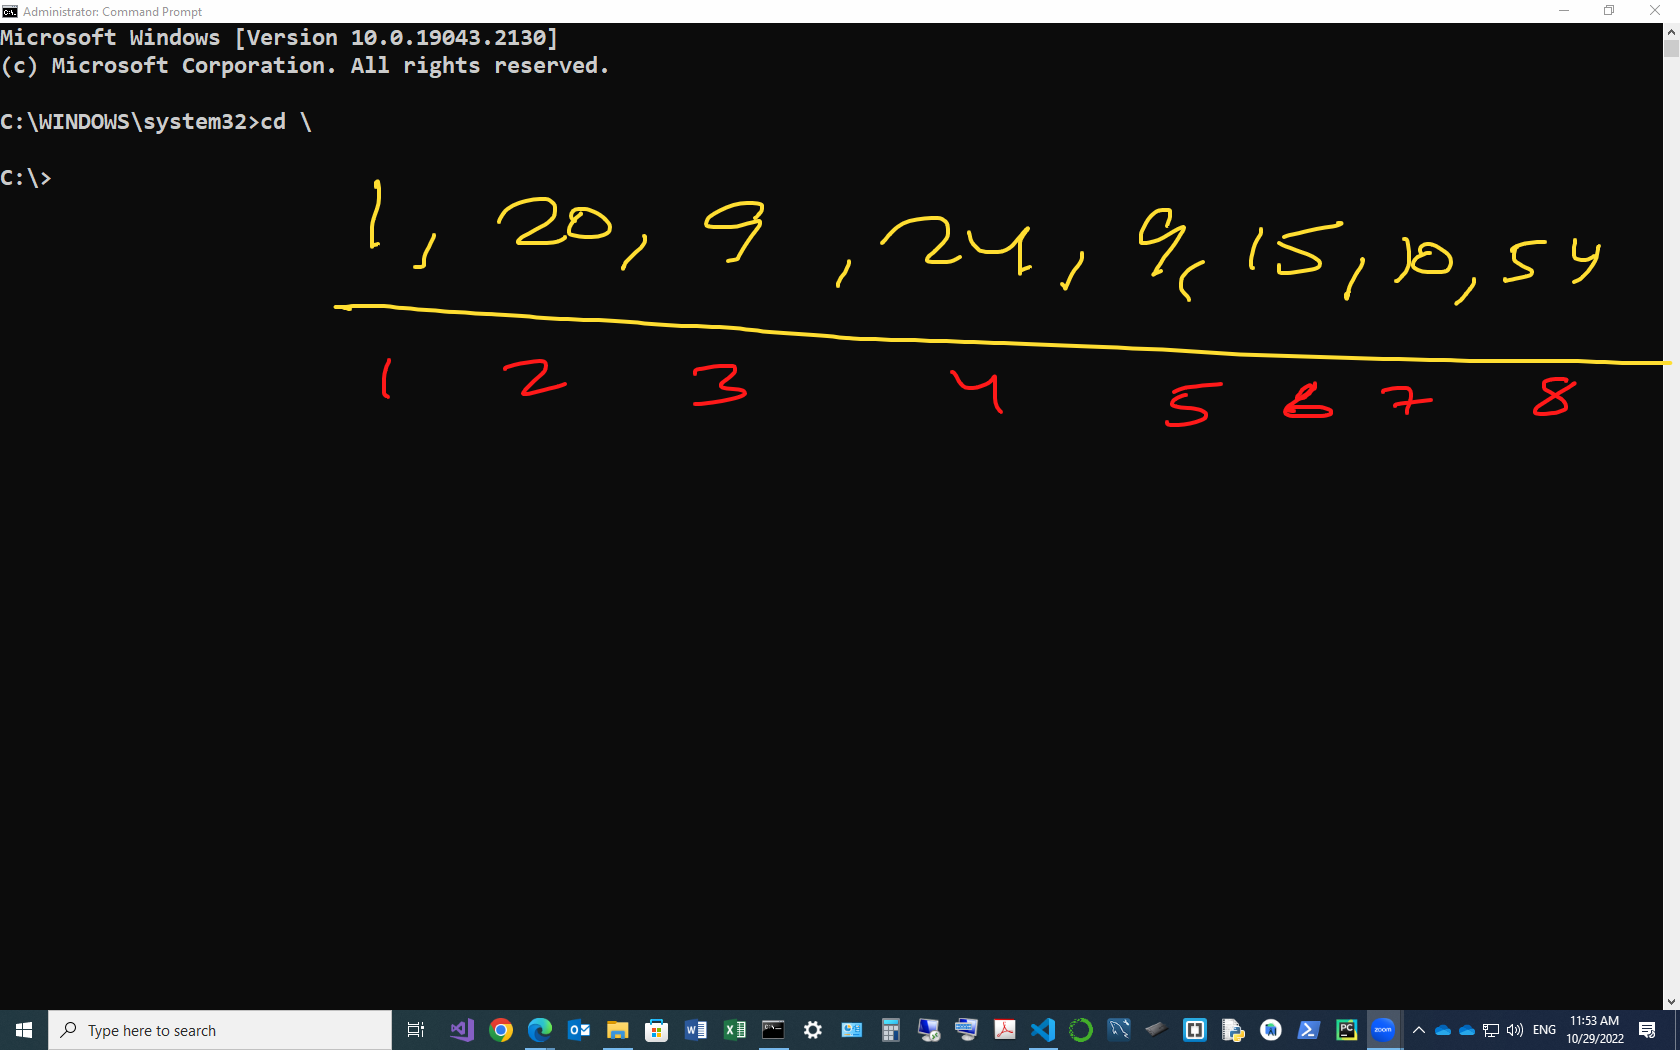 Administrator: Command Prompt
Microsoft Windows [Version 10.0.19043.2130]
(c) Microsoft Corporation. All rights reserved.
C:\WINDOWS\system32>cd \
C:\>
1, 20, 9, 24, 9, 15, 10, 54
1 2 3 4 5 6 7 8
Type here to search
ENG
11:53 AM
10/29/2022
zoom